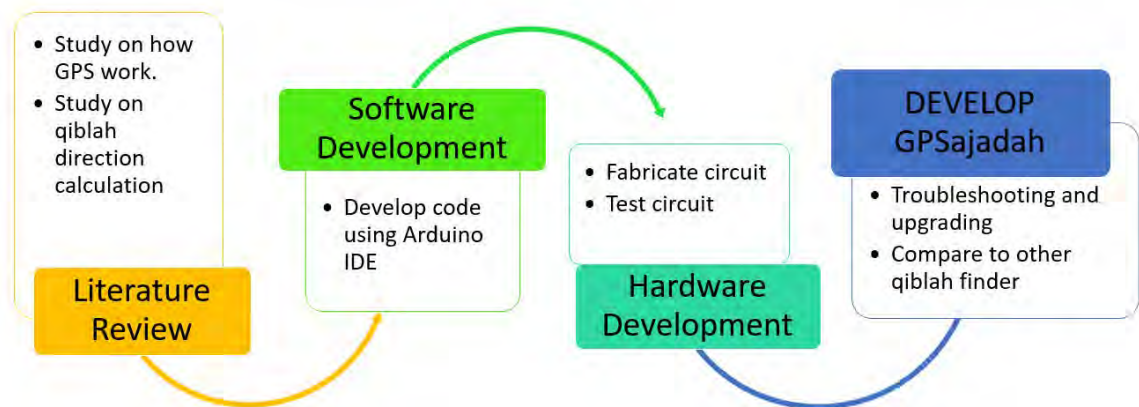 • Study on how
GPS work.
• Study on
qiblah
direction
calculation
Literature
Review
Software
Development
• Develop code
using Arduino
IDE
• Fabricate circuit
• Test circuit
Hardware
Development
DEVELOP
GPSajadah
• Troubleshooting and
upgrading
• Compare to other
qiblah finder